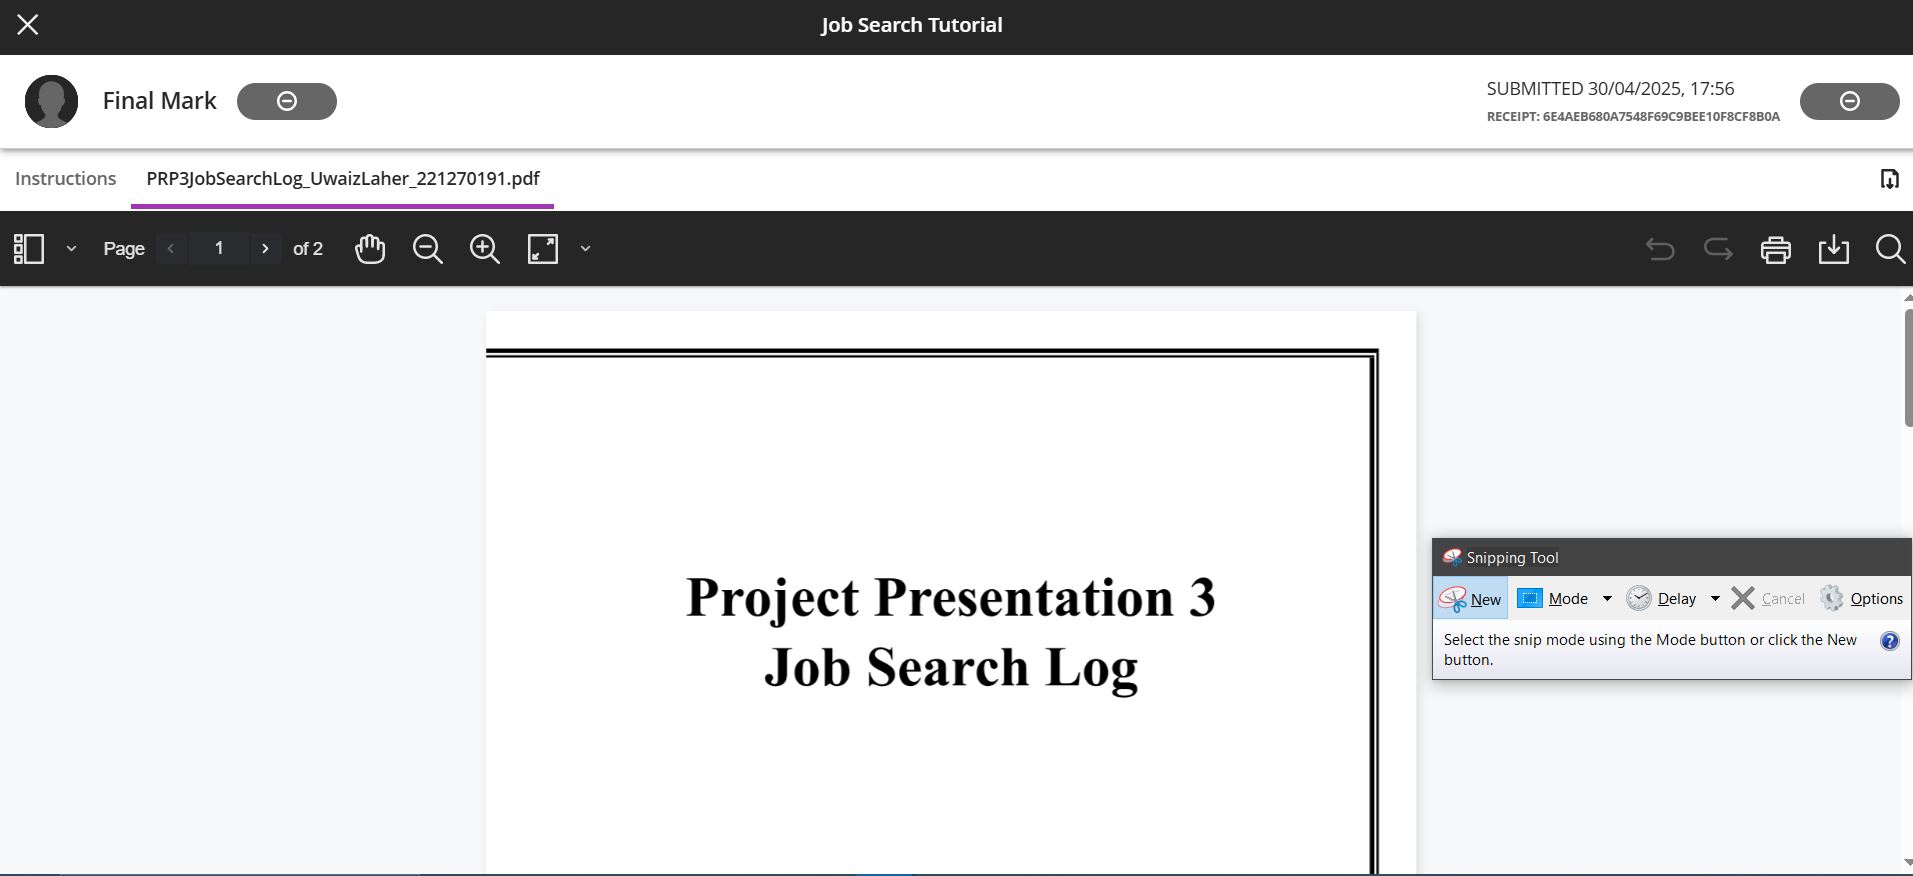 Job Search Tutorial
Final Mark
SUBMITTED 30/04/2025, 17:56
RECEIPT: 6E4AEB680A7548F69C9BEE10F8CF8B0A
Instructions
PRP3JobSearchLog_UwaizLaher_221270191.pdf
Page 1 of 2
Project Presentation 3
Job Search Log
Snipping Tool
New Mode Delay Cancel Options
Select the snip mode using the Mode button or click the New
button.